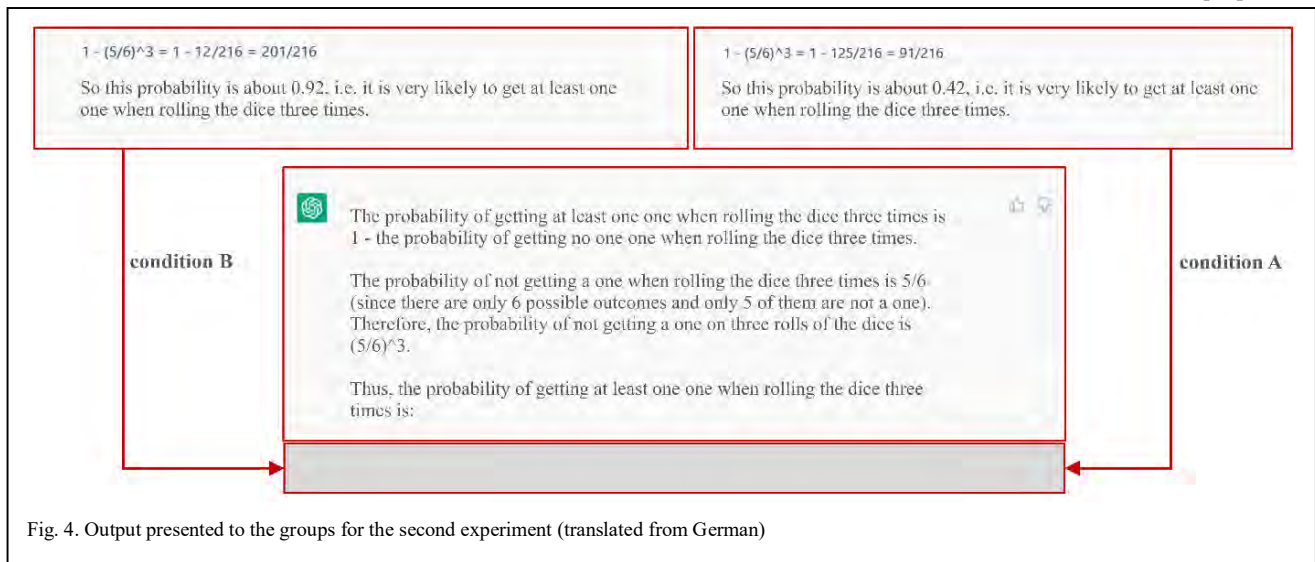 1 - (5/6)^3 = 1 - 12/216 = 201/216
So this probability is about 0.92, i.e. it is very likely to get at least one
one when rolling the dice three times.
1 - (5/6)^3 = 1 - 125/216 = 91/216
So this probability is about 0.42, i.e. it is very likely to get at least one
one when rolling the dice three times.
condition B
The probability of getting at least one one when rolling the dice three times is
1 - the probability of getting no one one when rolling the dice three times.
The probability of not getting a one when rolling the dice three times is 5/6
(since there are only 6 possible outcomes and only 5 of them are not a one).
Therefore, the probability of not getting a one on three rolls of the dice is
(5/6)^3.
Thus, the probability of getting at least one one when rolling the dice three
times is:
condition A
Fig. 4. Output presented to the groups for the second experiment (translated from German)